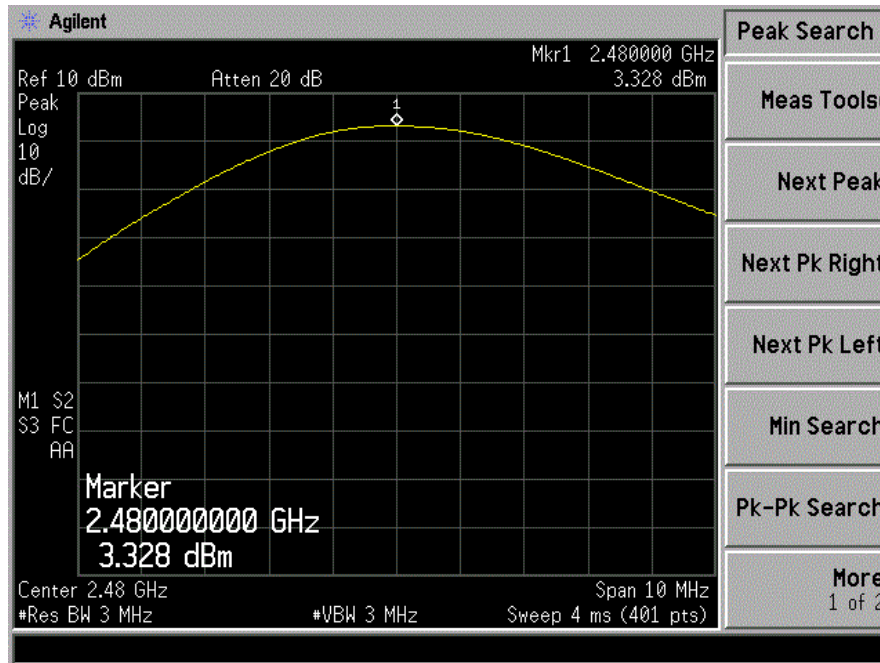 Agilent
Peak Search
Mkr1 2.480000 GHz
Ref 10 dBm Atten 20 dB 3.328 dBm
Peak
Log
10
dB/
1
Meas Tools
Next Peak
Next Pk Right
Next Pk Left
M1 S2
S3 FC
AA
Min Search
Marker
2.480000000 GHz
3.328 dBm
Pk-Pk Search
Center 2.48 GHz Span 10 MHz
#Res BW 3 MHz #VBW 3 MHz Sweep 4 ms (401 pts)
More
1 of 2